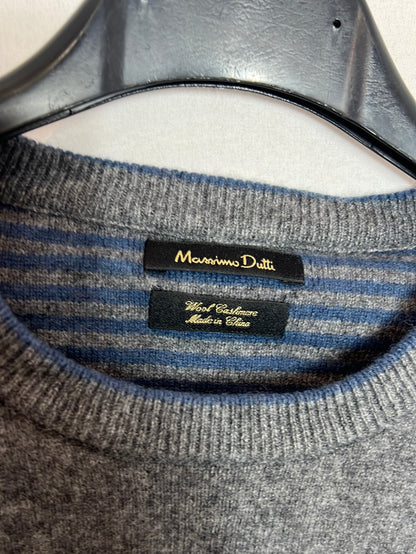 Massimo Dutti
Wool Cashmere
Made in China